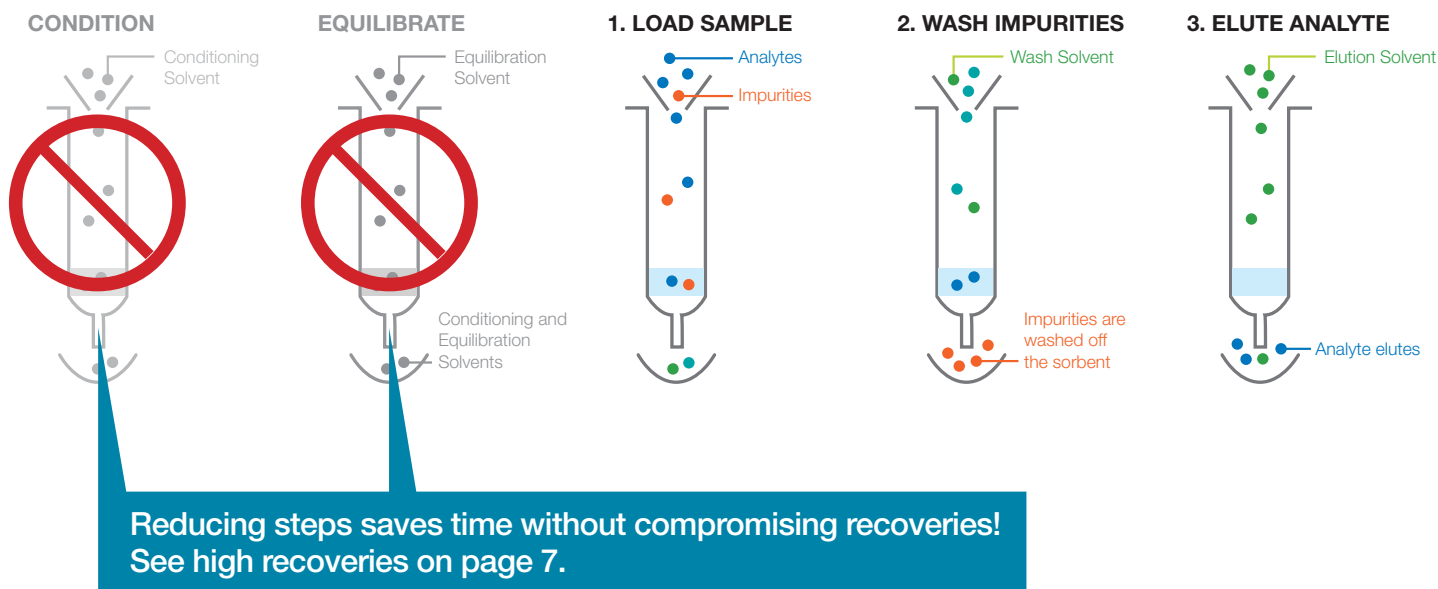 CONDITION
Conditioning
Solvent
EQUILIBRATE
Equilibration
Solvent
Conditioning and
Equilibration
Solvents
1. LOAD SAMPLE
Analytes
Impurities
2. WASH IMPURITIES
Wash Solvent
Impurities are
washed off
the sorbent
3. ELUTE ANALYTE
Elution Solvent
Analyte elutes
Reducing steps saves time without compromising recoveries!
See high recoveries on page 7.